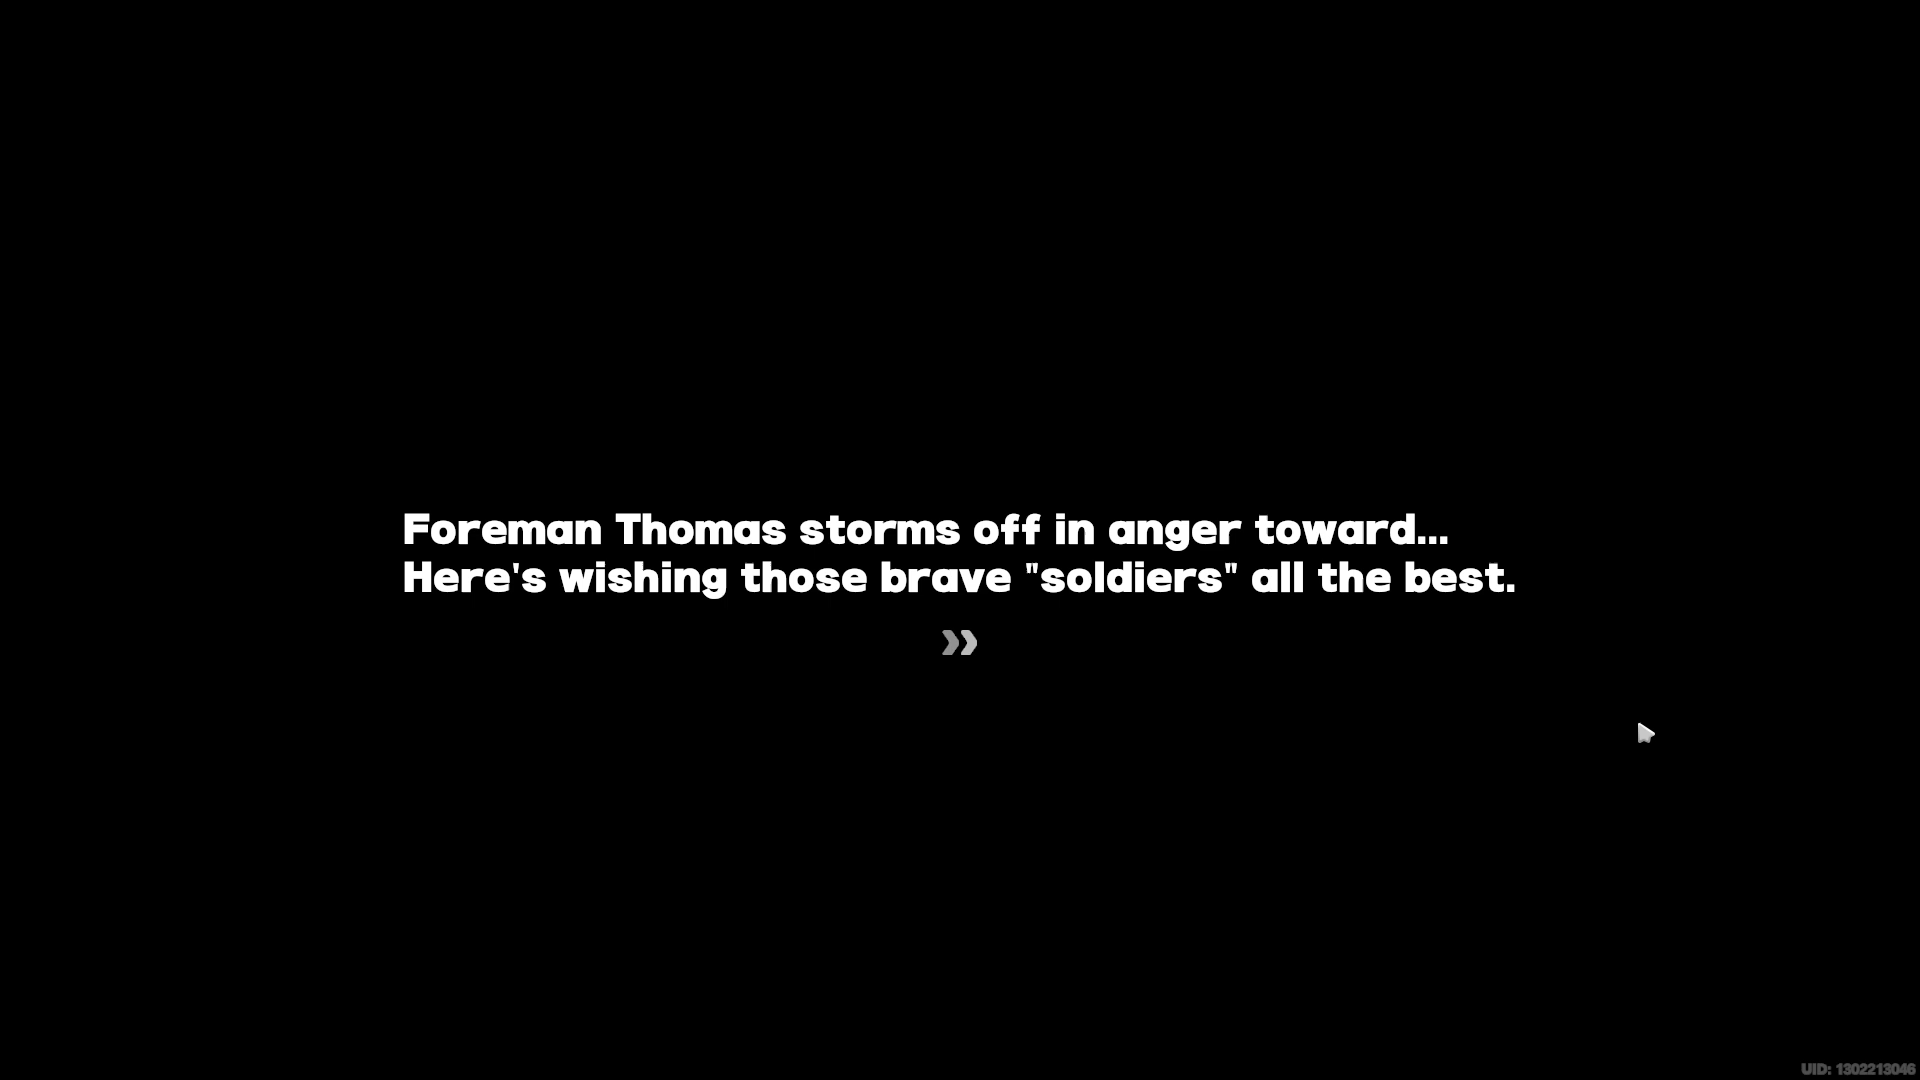 Foreman Thomas storms off in anger toward...
Here's wishing those brave "soldiers" all the best.
UID: 1302213046